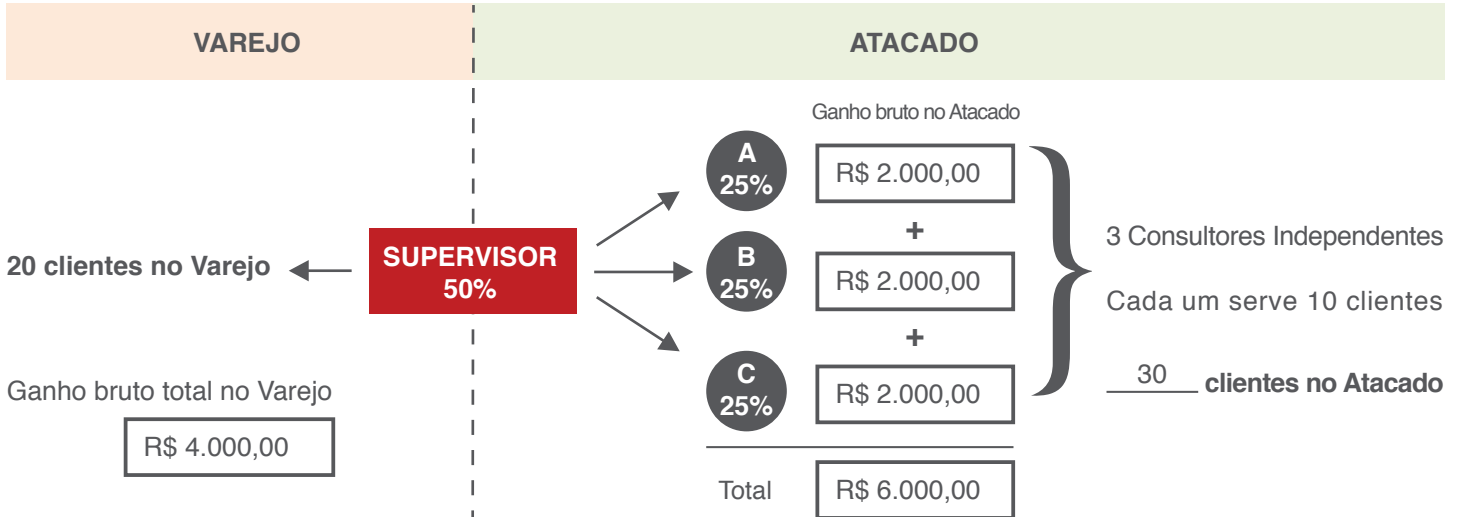 VAREJO
ATACADO
20 clientes no Varejo
SUPERVISOR
50%
Ganho bruto total no Varejo
R$ 4.000,00
Ganho bruto no Atacado
A
25%
R$ 2.000,00
+
B
25%
R$ 2.000,00
+
C
25%
R$ 2.000,00
Total
R$ 6.000,00
3 Consultores Independentes
Cada um serve 10 clientes
30 clientes no Atacado